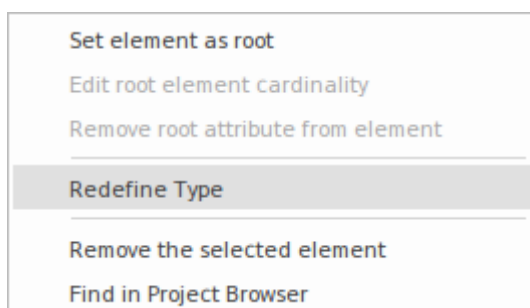 Set element as root
Edit root element cardinality
Remove root attribute from element
Redefine Type
Remove the selected element
Find in Project Browser